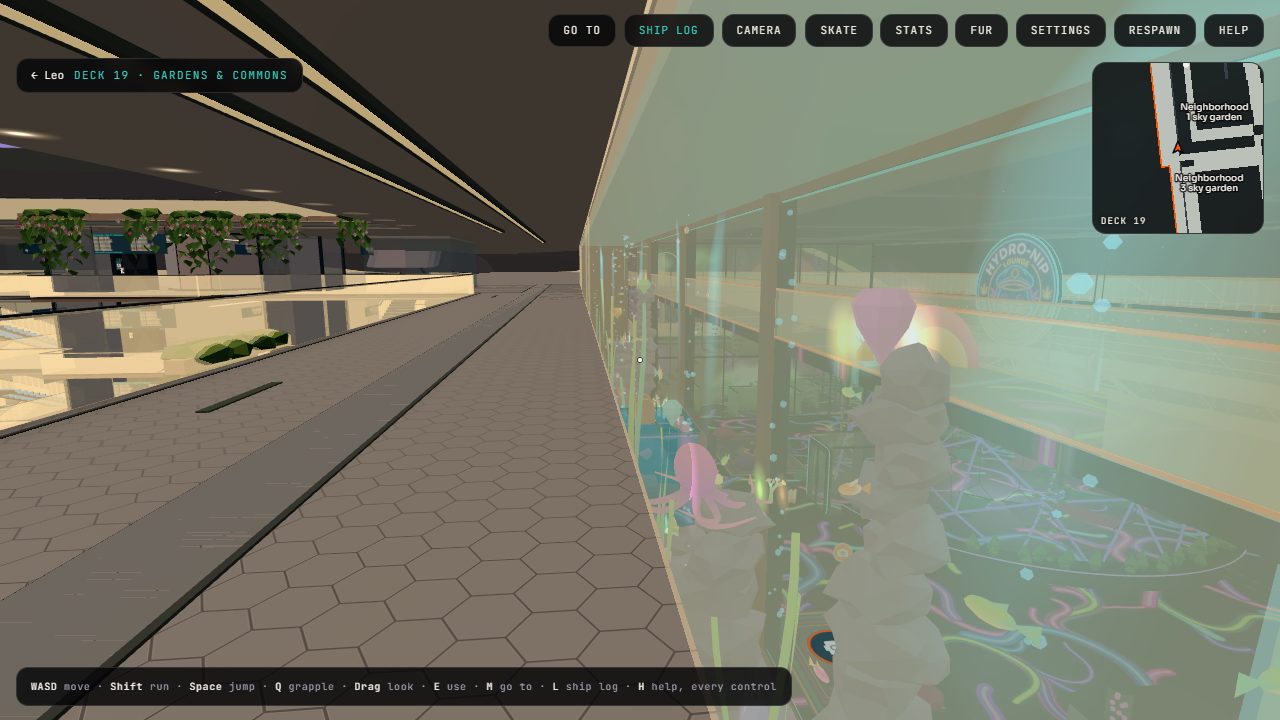 GO TO
SHIP LOG
CAMERA
SKATE
STATS
FUR
SETTINGS
RESPAWN
HELP
← Leo DECK 19 · GARDENS & COMMONS
Neighborhood
1 sky garden
Neighborhood
3 sky garden
DECK 19
HYDRO-NIP
LOUNGE
WASD move · Shift run · Space jump · Q grapple · Drag look · E use · M go to · L ship log · H help, every control